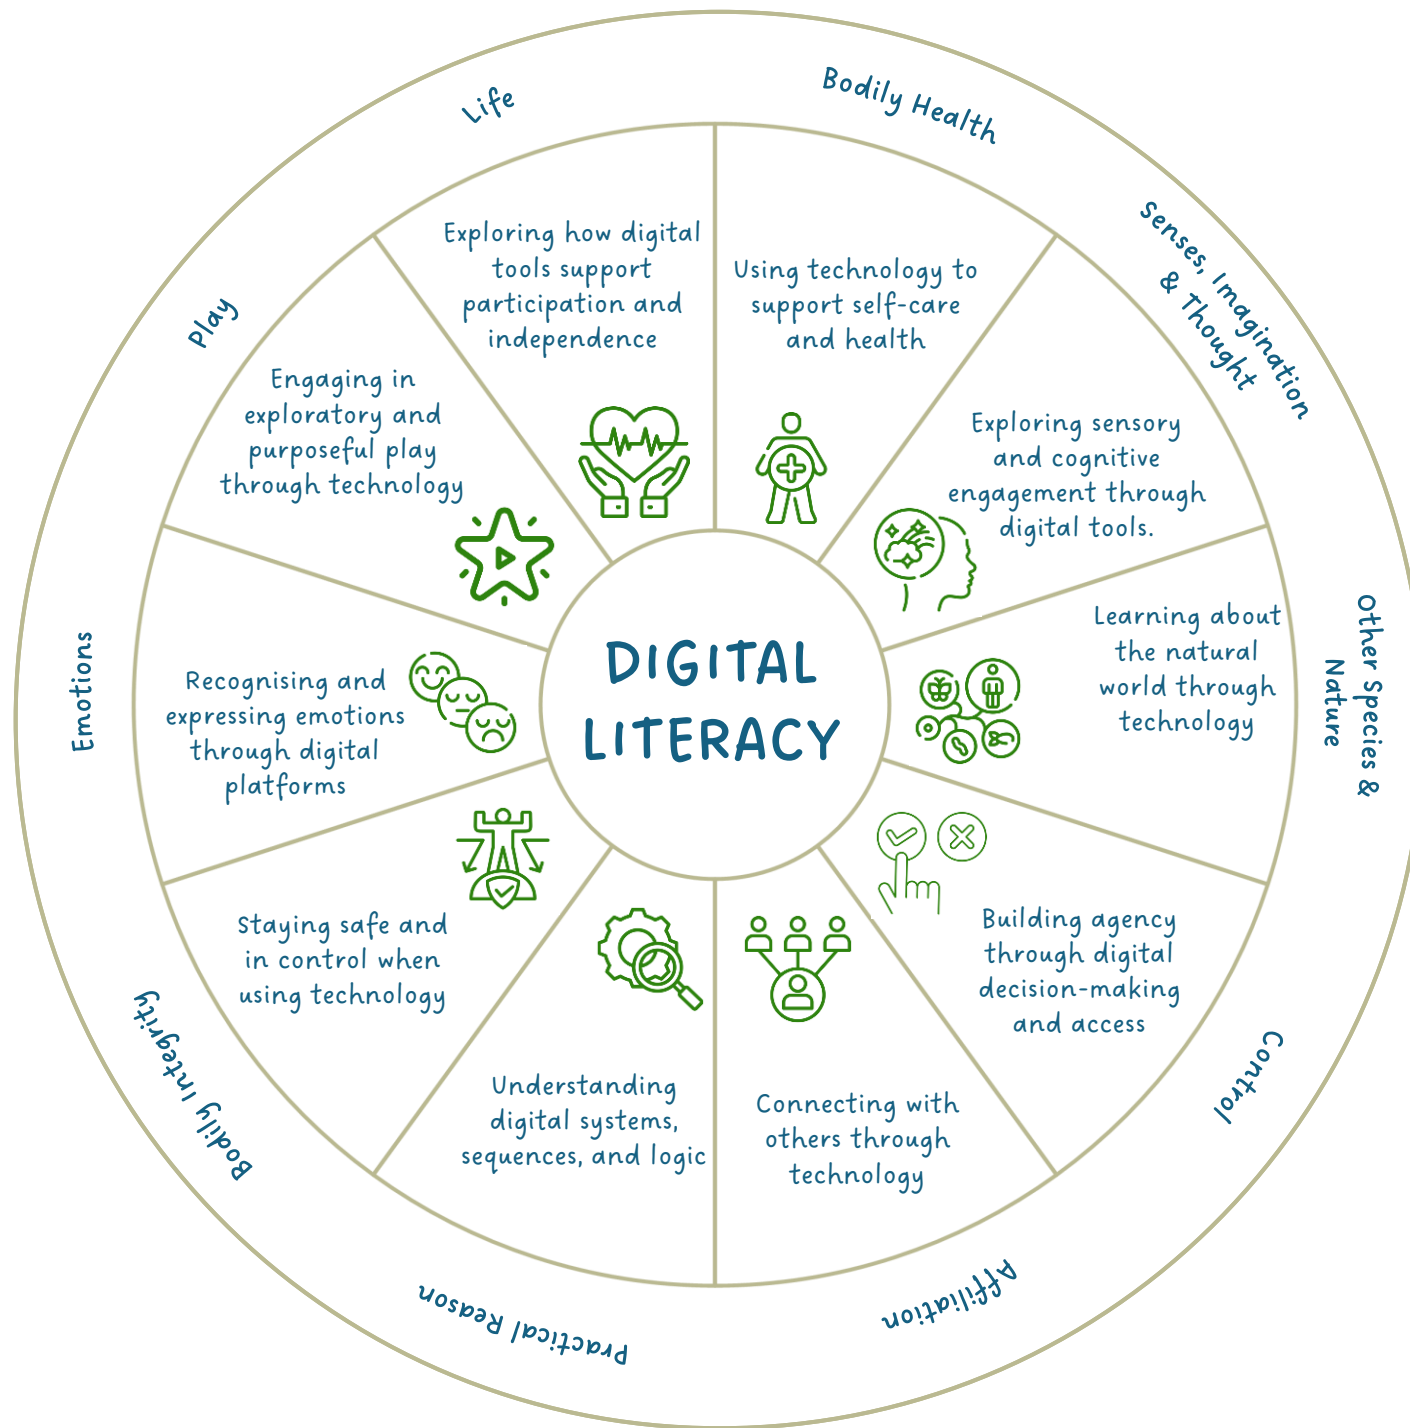 DIGITAL
LITERACY
Life
Exploring how digital
tools support
participation and
independence
Bodily Health
Using technology to
support self-care
and health
Senses, Imagination
& Thought
Exploring sensory
and cognitive
engagement through
digital tools.
Other Species &
Nature
Learning about
the natural
world through
technology
Control
Building agency
through digital
decision-making
and access
Affiliation
Connecting with
others through
technology
Practical Reason
Understanding
digital systems,
sequences, and logic
Bodily Integrity
Staying safe and
in control when
using technology
Emotions
Recognising and
expressing emotions
through digital
platforms
Play
Engaging in
exploratory and
purposeful play
through technology